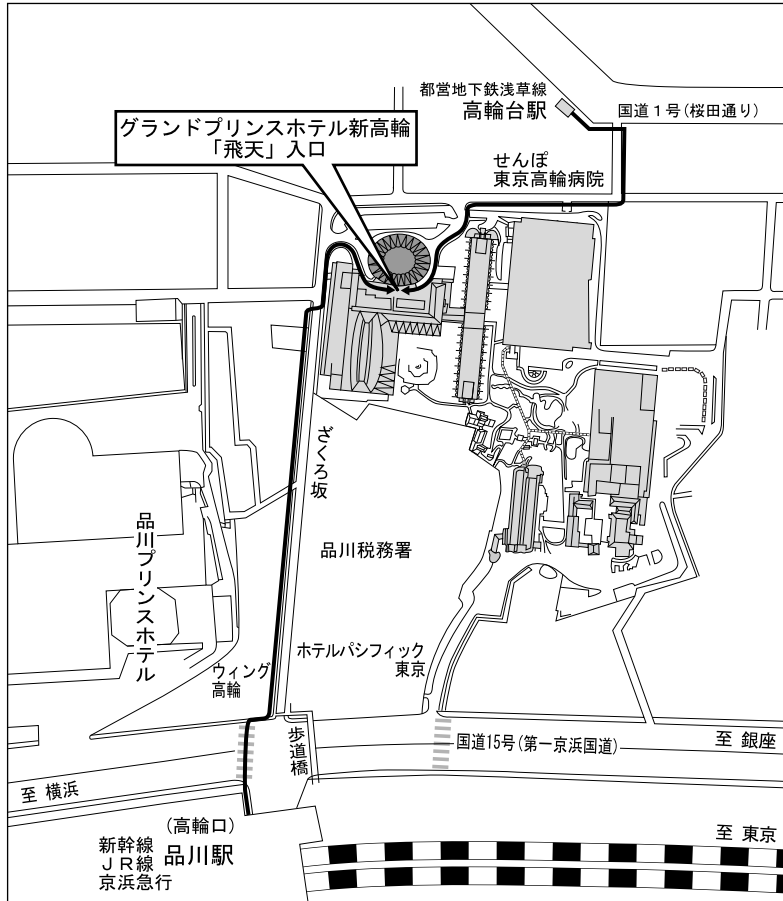 都営地下鉄浅草線
高輪台駅
国道1号(桜田通り)
グランドプリンスホテル新高輪
「飛天」入口
せんぽ
東京高輪病院
ざくろ坂
品川プリンスホテル
品川税務署
ホテルパシフィック
東京
ウィング
高輪
歩道橋
国道15号(第一京浜国道)
至 銀座
至 横浜
(高輪口)
至 東京
新幹線
JR線
京浜急行
品川駅